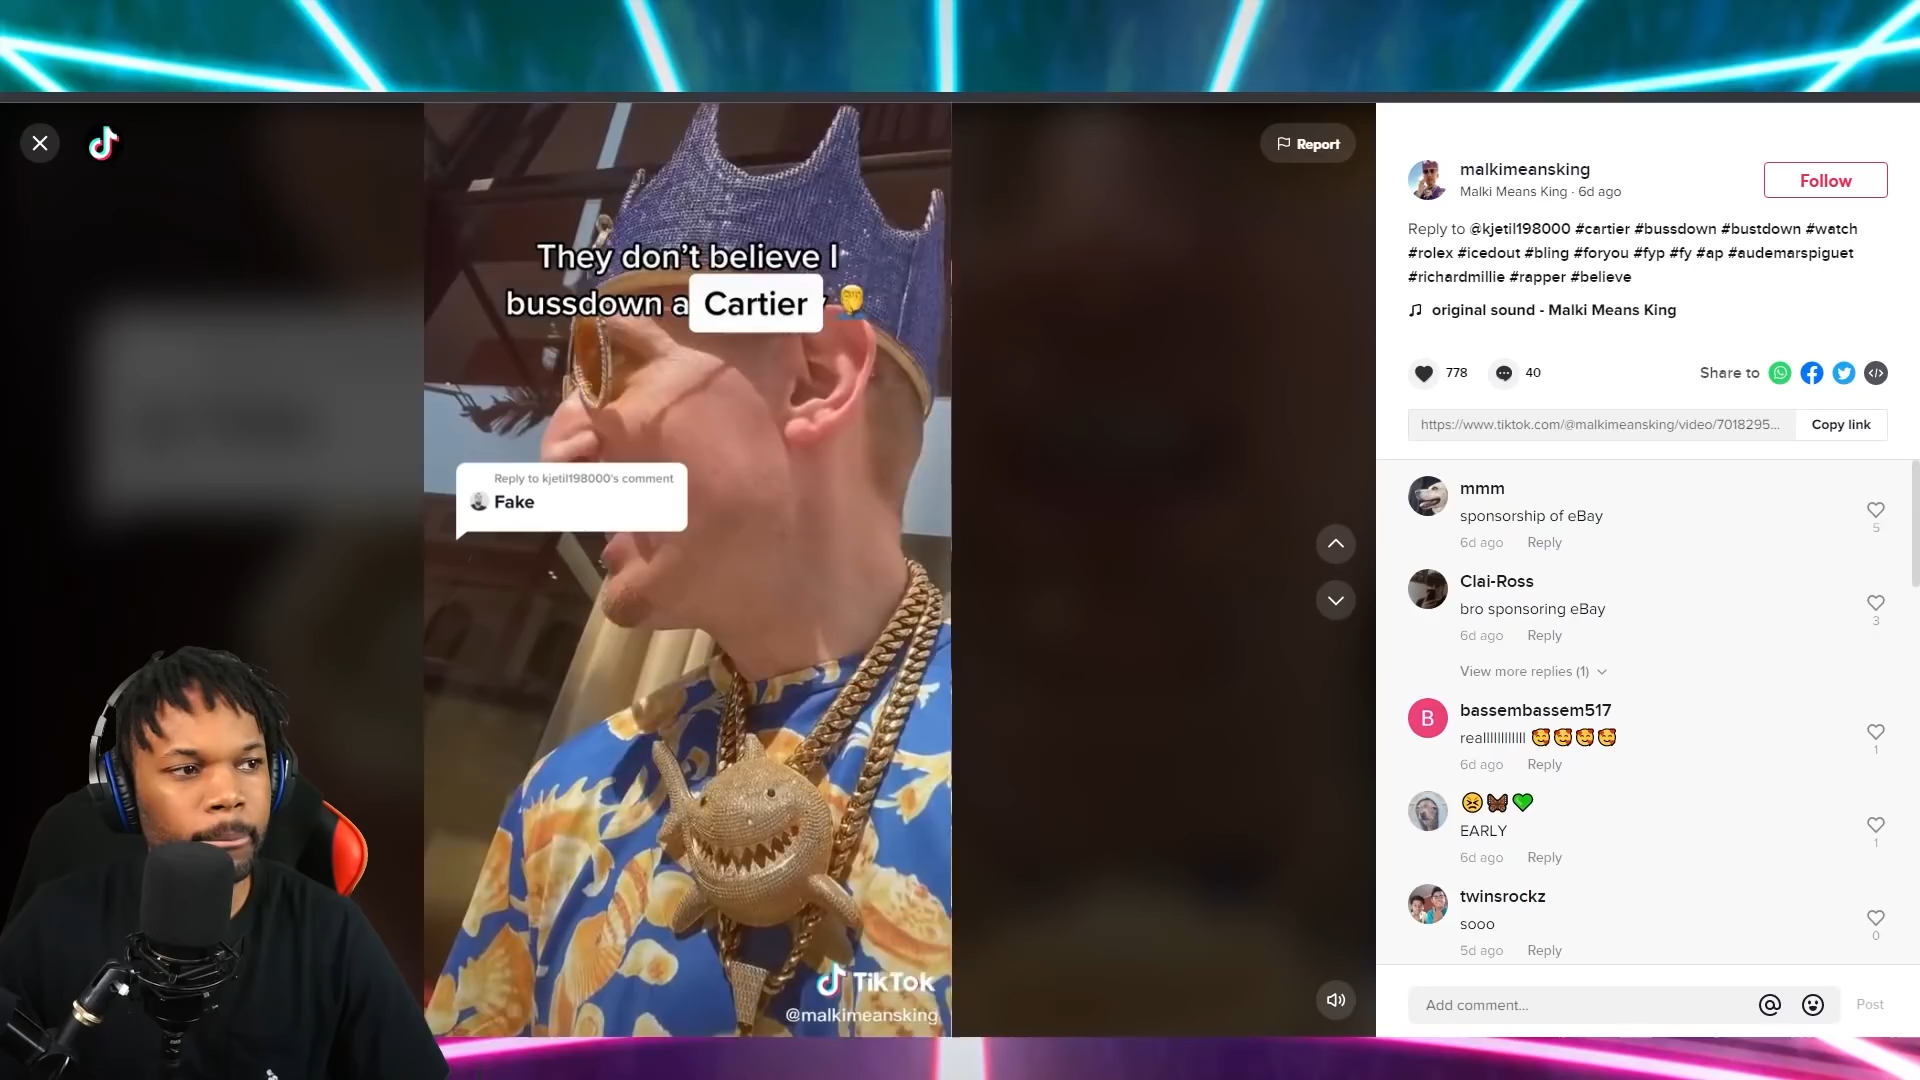 Report
They don't believe I
bussdown a Cartier
Reply to kjetil198000's comment
Fake
TikTok
@malkimeansking
malkimeansking
Malki Means King · 6d ago
Follow
Reply to @kjetil198000 #cartier #bussdown #bustdown #watch
#rolex #icedout #bling #foryou #fyp #fy #ap #audemarspiguet
#richardmillie #rapper #believe
original sound - Malki Means King
778
40
Share to
https://www.tiktok.com/@malkimeansking/video/7018295...
Copy link
mmm
sponsorship of eBay
6d ago Reply
5
Clai-Ross
bro sponsoring eBay
6d ago Reply
3
View more replies (1)
B
bassembassem517
reallllllllllll 🥰🥰🥰🥰
6d ago Reply
1
😣🦋💚
EARLY
6d ago Reply
1
twinsrockz
sooo
5d ago Reply
0
Add comment...
Post